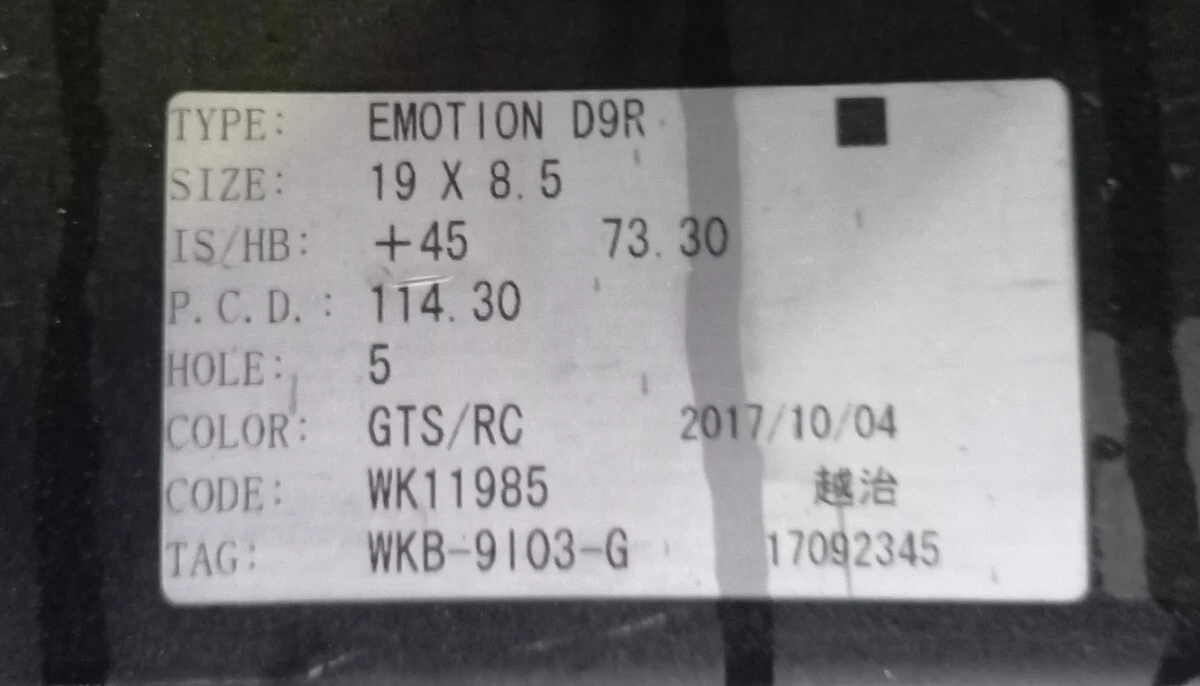 TYPE: EMOTION D9R
SIZE: 19 X 8.5
IS/HB: +45 73.30
P.C.D.: 114.30
HOLE: 5
COLOR: GTS/RC 2017/10/04
CODE: WK11985 越治
TAG: WKB-9I03-G 17092345